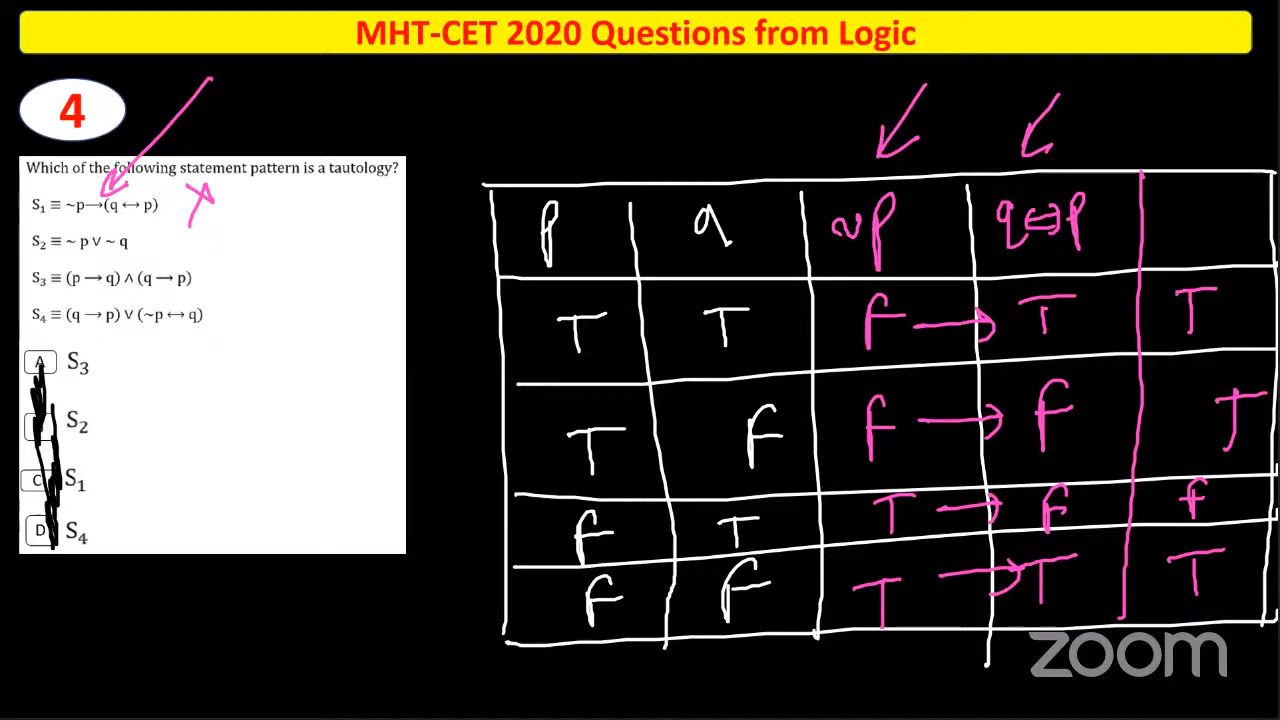 MHT-CET 2020 Questions from Logic
4
Which of the following statement pattern is a tautology?
S₁ ≡ ~p→(q ↔ p)
S₂ ≡ ~ p ∨ ~ q
S₃ ≡ (p → q) ∧ (q → p)
S₄ ≡ (q → p) ∨ (~p ↔ q)
A S₃
S₂
C S₁
D S₄
p q ~p q⇔p
T T F → T T
T F F → F T
F T T → F F
F F T → T T
zoom